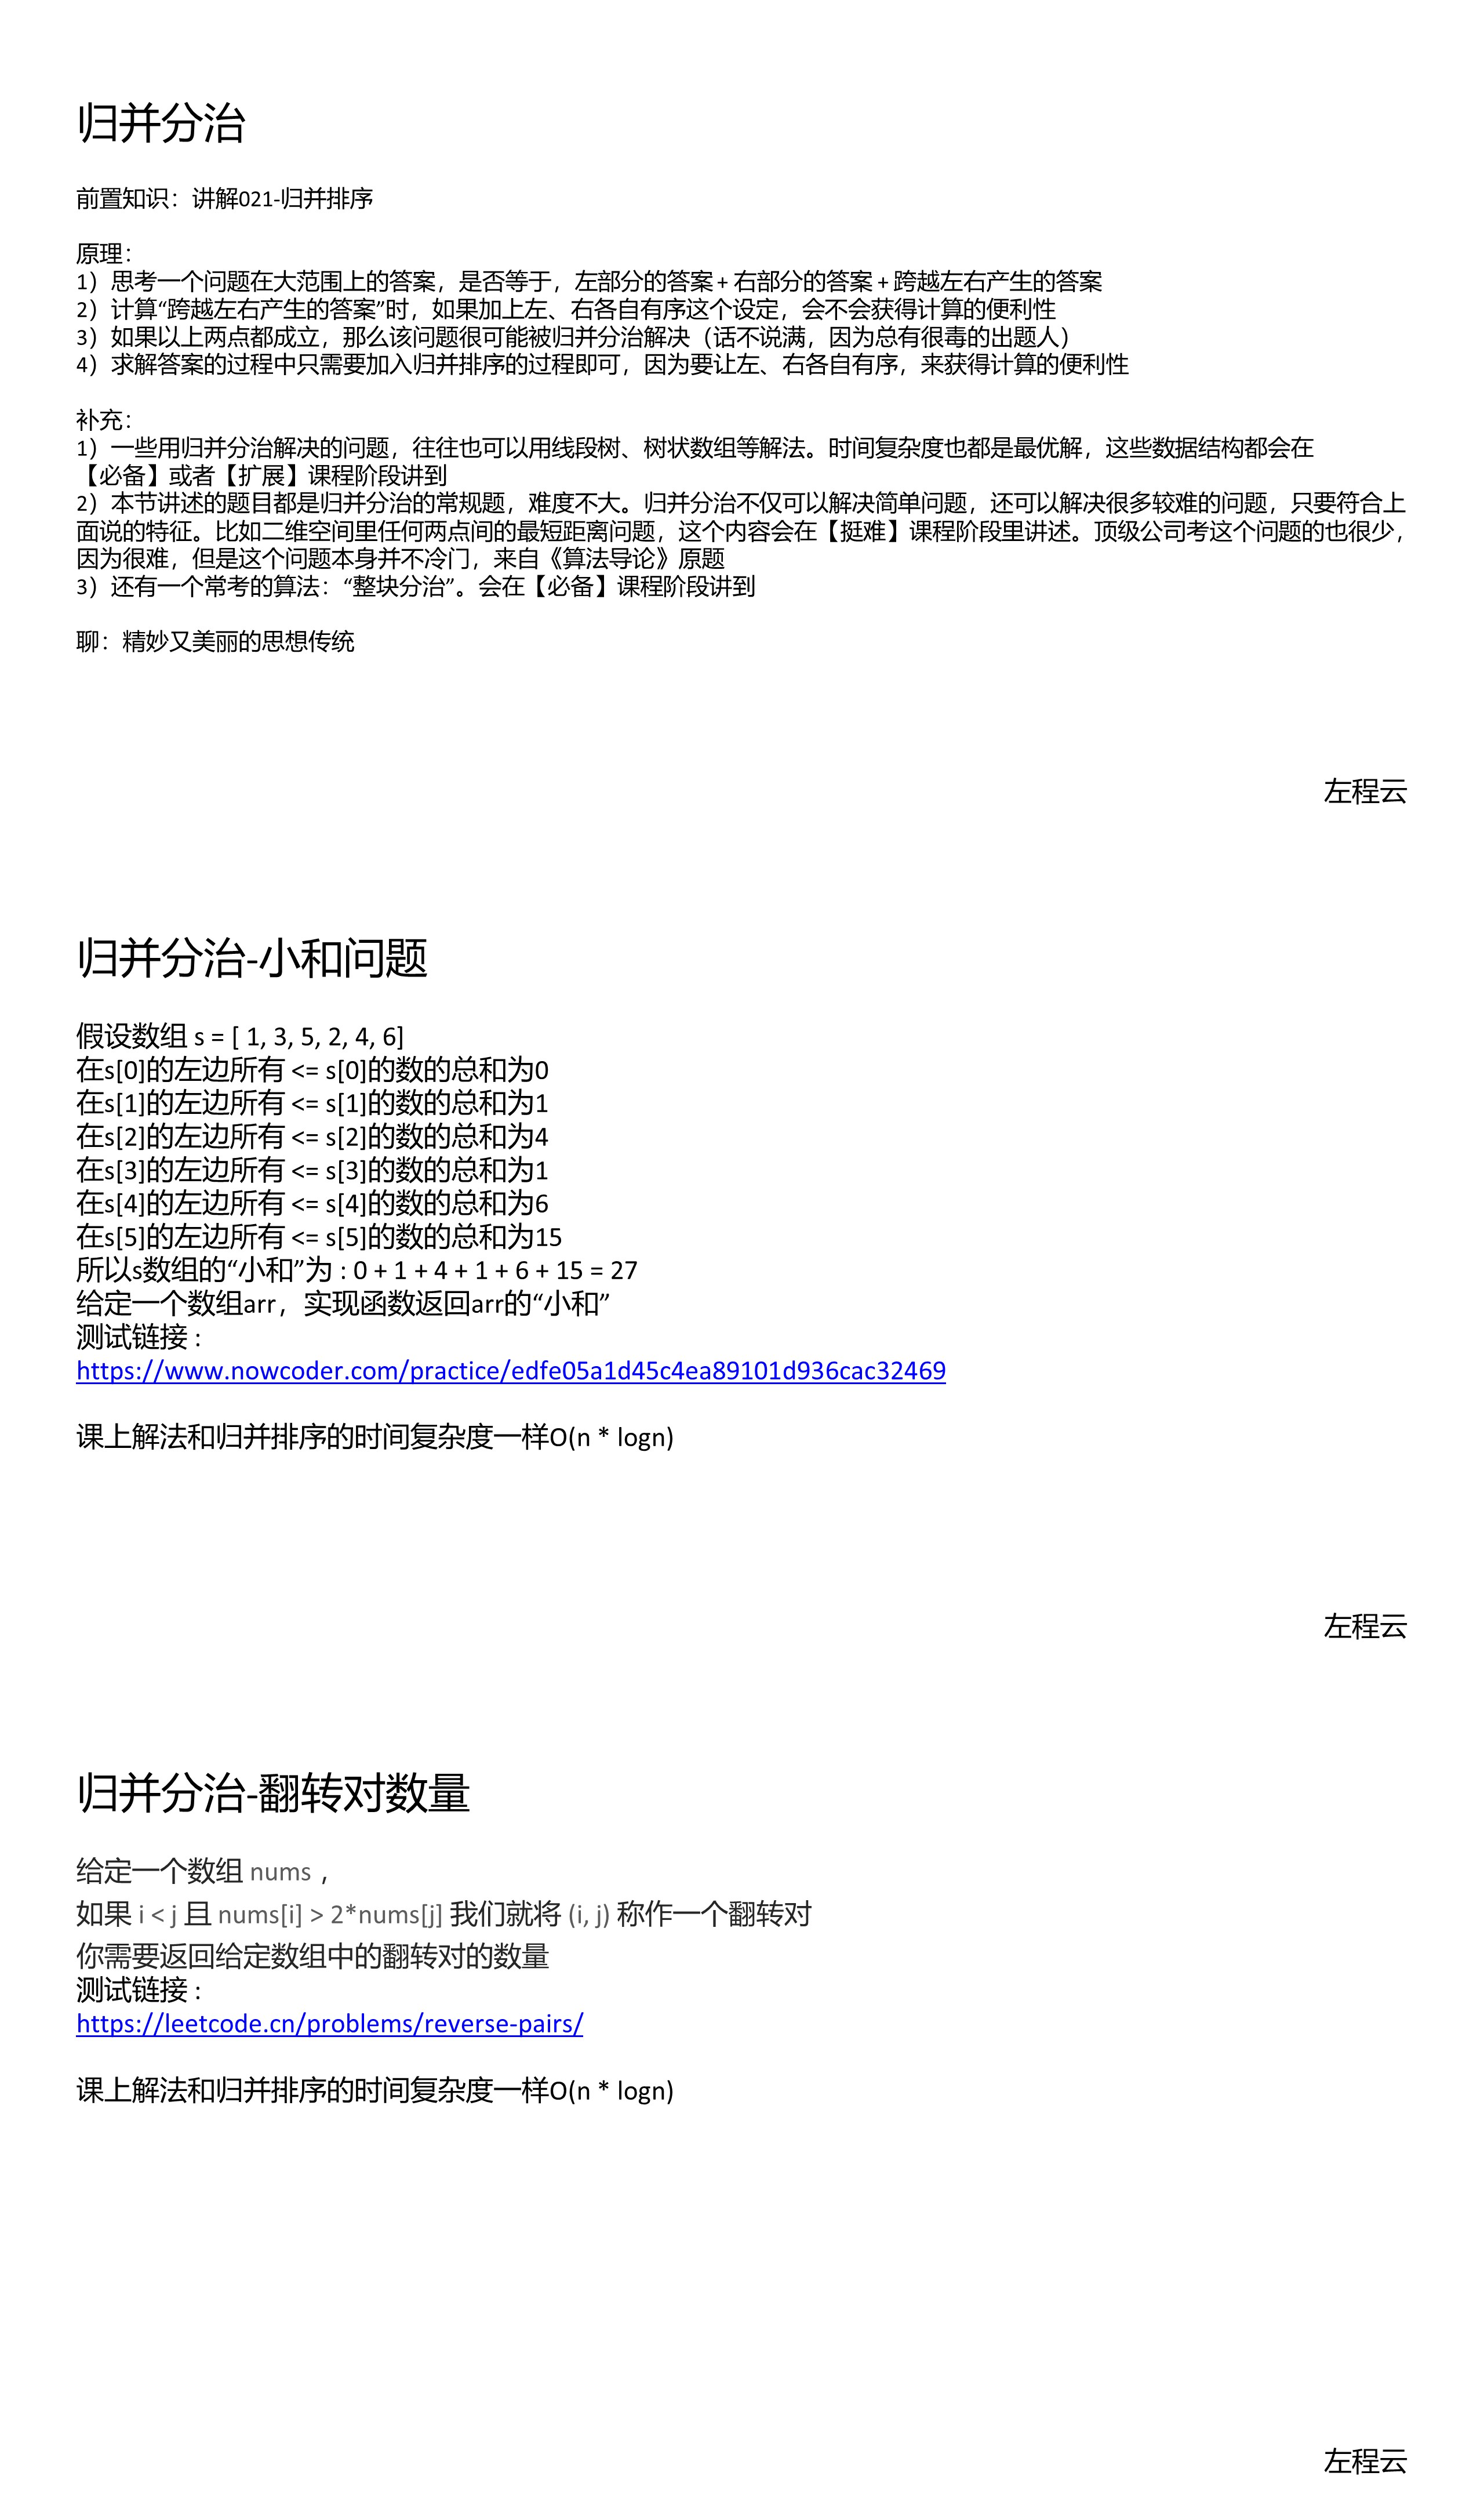 归并分治
前置知识：讲解021-归并排序
原理：
1）思考一个问题在大范围上的答案，是否等于，左部分的答案 + 右部分的答案 + 跨越左右产生的答案
2）计算“跨越左右产生的答案”时，如果加上左、右各自有序这个设定，会不会获得计算的便利性
3）如果以上两点都成立，那么该问题很可能被归并分治解决（话不说满，因为总有很毒的出题人）
4）求解答案的过程中只需要加入归并排序的过程即可，因为要让左、右各自有序，来获得计算的便利性
补充：
1）一些用归并分治解决的问题，往往也可以用线段树、树状数组等解法。时间复杂度也都是最优解，这些数据结构都会在
【必备】或者【扩展】课程阶段讲到
2）本节讲述的题目都是归并分治的常规题，难度不大。归并分治不仅可以解决简单问题，还可以解决很多较难的问题，只要符合上
面说的特征。比如二维空间里任何两点间的最短距离问题，这个内容会在【挺难】课程阶段里讲述。顶级公司考这个问题的也很少，
因为很难，但是这个问题本身并不冷门，来自《算法导论》原题
3）还有一个常考的算法：“整块分治”。会在【必备】课程阶段讲到
聊：精妙又美丽的思想传统
左程云
归并分治-小和问题
假设数组 s = [ 1, 3, 5, 2, 4, 6]
在s[0]的左边所有 <= s[0]的数的总和为0
在s[1]的左边所有 <= s[1]的数的总和为1
在s[2]的左边所有 <= s[2]的数的总和为4
在s[3]的左边所有 <= s[3]的数的总和为1
在s[4]的左边所有 <= s[4]的数的总和为6
在s[5]的左边所有 <= s[5]的数的总和为15
所以s数组的“小和”为 : 0 + 1 + 4 + 1 + 6 + 15 = 27
给定一个数组arr，实现函数返回arr的“小和”
测试链接 :
https://www.nowcoder.com/practice/edfe05a1d45c4ea89101d936cac32469
课上解法和归并排序的时间复杂度一样O(n * logn)
左程云
归并分治-翻转对数量
给定一个数组 nums ，
如果 i < j 且 nums[i] > 2*nums[j] 我们就将 (i, j) 称作一个翻转对
你需要返回给定数组中的翻转对的数量
测试链接 :
https://leetcode.cn/problems/reverse-pairs/
课上解法和归并排序的时间复杂度一样O(n * logn)
左程云